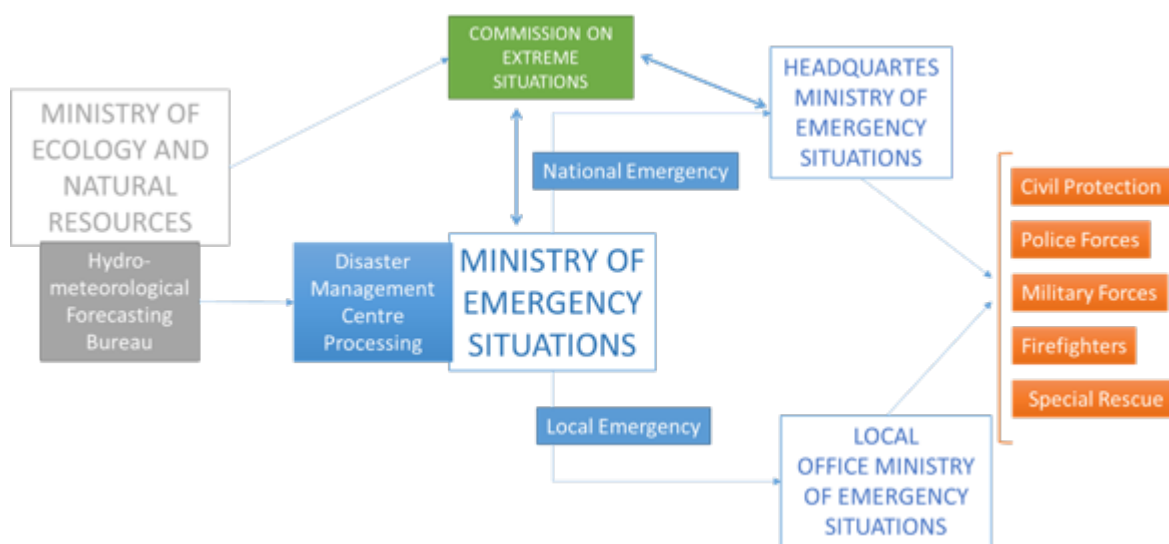 COMMISSION ON
EXTREME
SITUATIONS
HEADQUARTES
MINISTRY OF
EMERGENCY
SITUATIONS
MINISTRY OF
ECOLOGY AND
NATURAL
RESOURCES
National Emergency
Civil Protection
Police Forces
Military Forces
Firefighters
Special Rescue
Hydro-
meteorological
Forecasting
Bureau
Disaster
Management
Centre
Processing
MINISTRY OF
EMERGENCY
SITUATIONS
Local Emergency
LOCAL
OFFICE MINISTRY
OF EMERGENCY
SITUATIONS